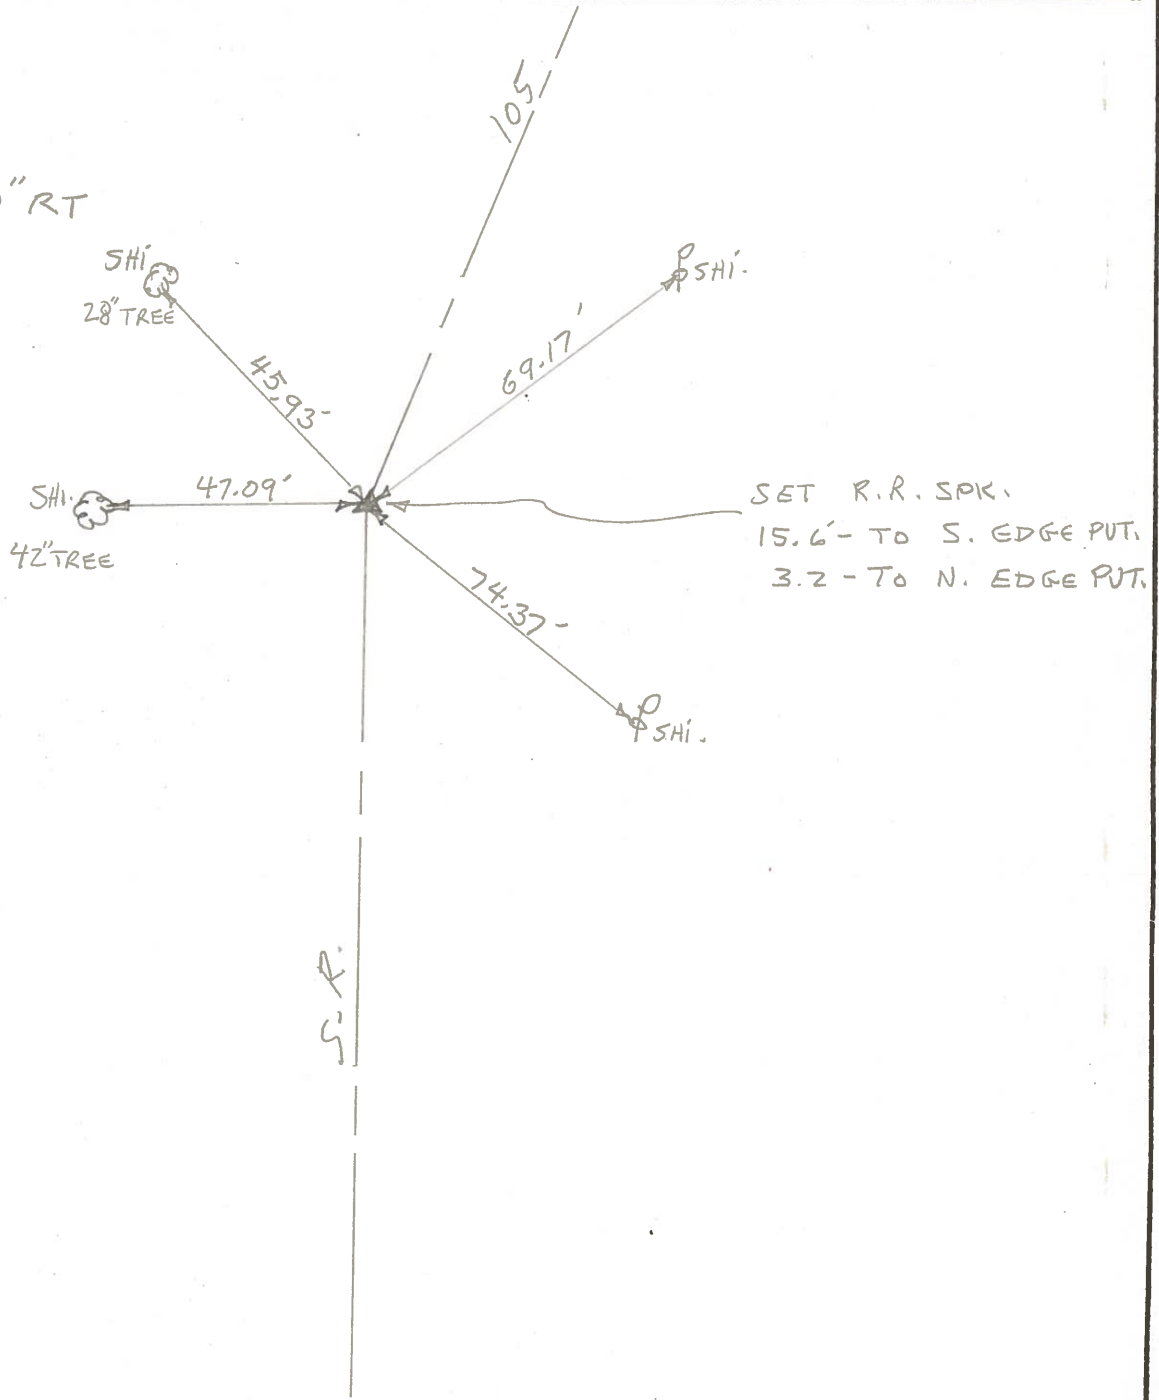 105
" RT
SHI
28" TREE
SHI.
45.93'
69.17'
SHI.
42" TREE
47.09'
SET R.R. SPK.
15.6'- TO S. EDGE PVT.
3.2 - TO N. EDGE PVT.
74.37'
SHI.
S.R.